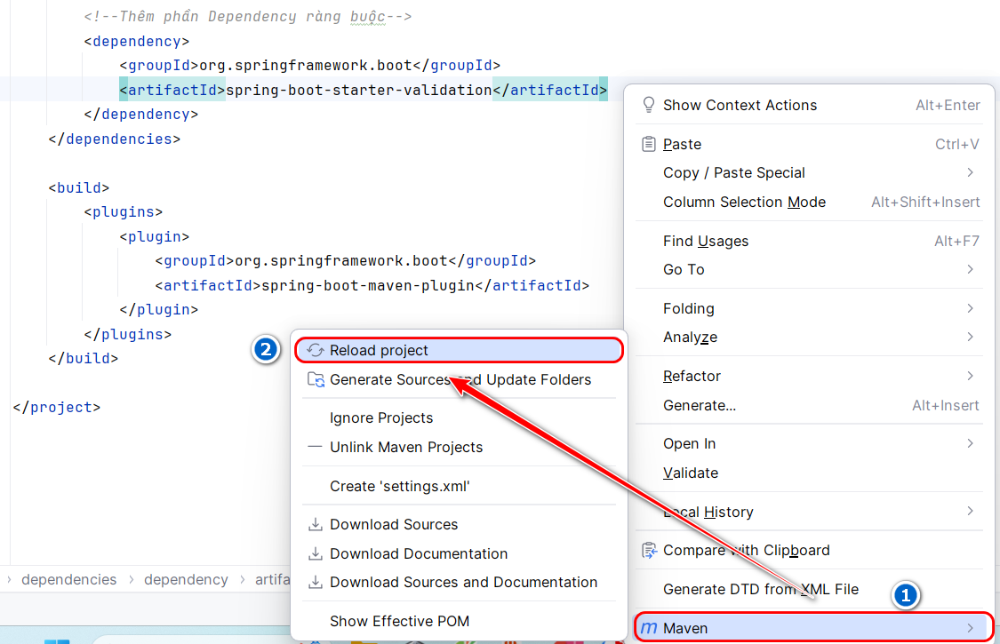 <!--Thêm phần Dependency ràng buộc-->
<dependency>
<groupId>org.springframework.boot</groupId>
<artifactId>spring-boot-starter-validation</artifactId>
</dependency>
</dependencies>
<build>
<plugins>
<plugin>
<groupId>org.springframework.boot</groupId>
<artifactId>spring-boot-maven-plugin</artifactId>
</plugin>
</plugins>
</build>
</project>
dependencies › dependency › artifa
Show Context Actions Alt+Enter
Paste Ctrl+V
Copy / Paste Special
Column Selection Mode Alt+Shift+Insert
Find Usages Alt+F7
Go To
Folding
Analyze
Refactor
Generate... Alt+Insert
Open In
Validate
Local History
Compare with Clipboard
Generate DTD from XML File
1
m Maven
2
Reload project
Generate Sources and Update Folders
Ignore Projects
Unlink Maven Projects
Create 'settings.xml'
Download Sources
Download Documentation
Download Sources and Documentation
Show Effective POM